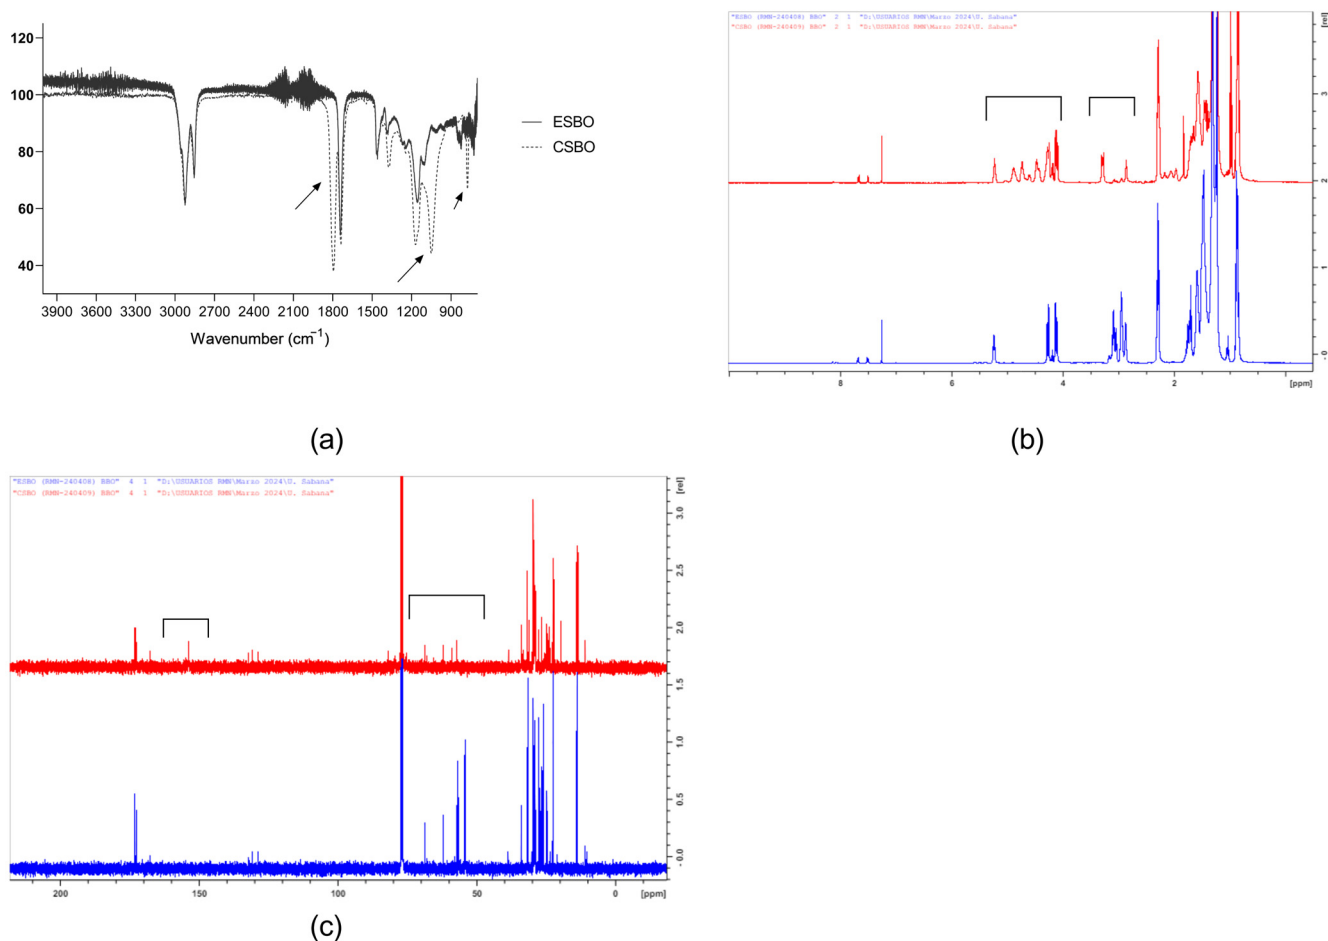 120
100
80
60
40
3900 3600 3300 3000 2700 2400 2100 1800 1500 1200 900
Wavenumber (cm⁻¹)
ESBO
CSBO
(a)
"ESBO (RMN-240408) BBO" 2 1 "D:\USUARIOS RMN\Marzo 2024\U. Sabana"
"CSBO (RMN-240409) BBO" 2 1 "D:\USUARIOS RMN\Marzo 2024\U. Sabana"
[rel]
3
2
1
0
8 6 4 2 [ppm]
(b)
"ESBO (RMN-240408) BBO" 4 1 "D:\USUARIOS RMN\Marzo 2024\U. Sabana"
"CSBO (RMN-240409) BBO" 4 1 "D:\USUARIOS RMN\Marzo 2024\U. Sabana"
[rel]
3.0
2.5
2.0
1.5
1.0
0.5
0.0
200 150 100 50 0 [ppm]
(c)